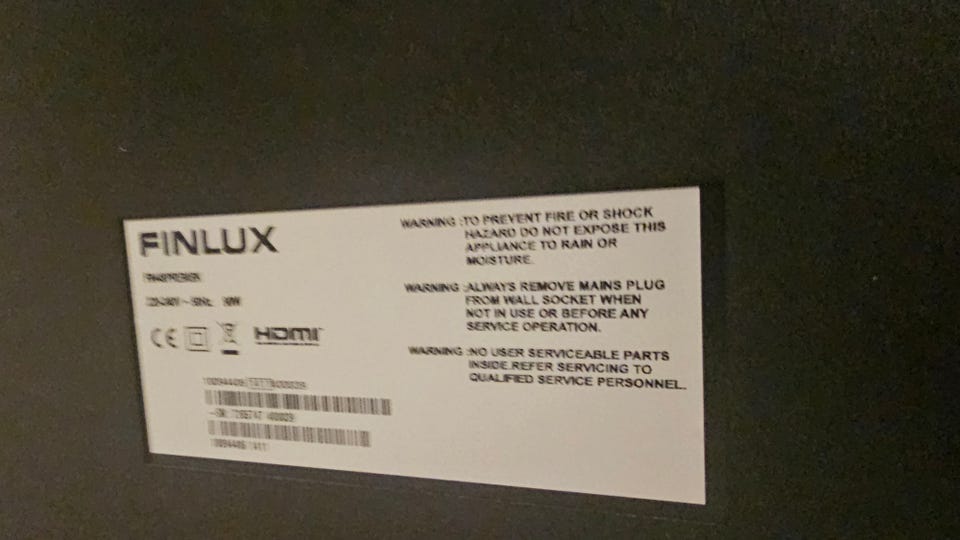 FINLUX
HDMI
WARNING :TO PREVENT FIRE OR SHOCK
HAZARD DO NOT EXPOSE THIS
APPLIANCE TO RAIN OR
MOISTURE.
WARNING :ALWAYS REMOVE MAINS PLUG
FROM WALL SOCKET WHEN
NOT IN USE OR BEFORE ANY
SERVICE OPERATION.
WARNING :NO USER SERVICEABLE PARTS
INSIDE.REFER SERVICING TO
QUALIFIED SERVICE PERSONNEL.
CE